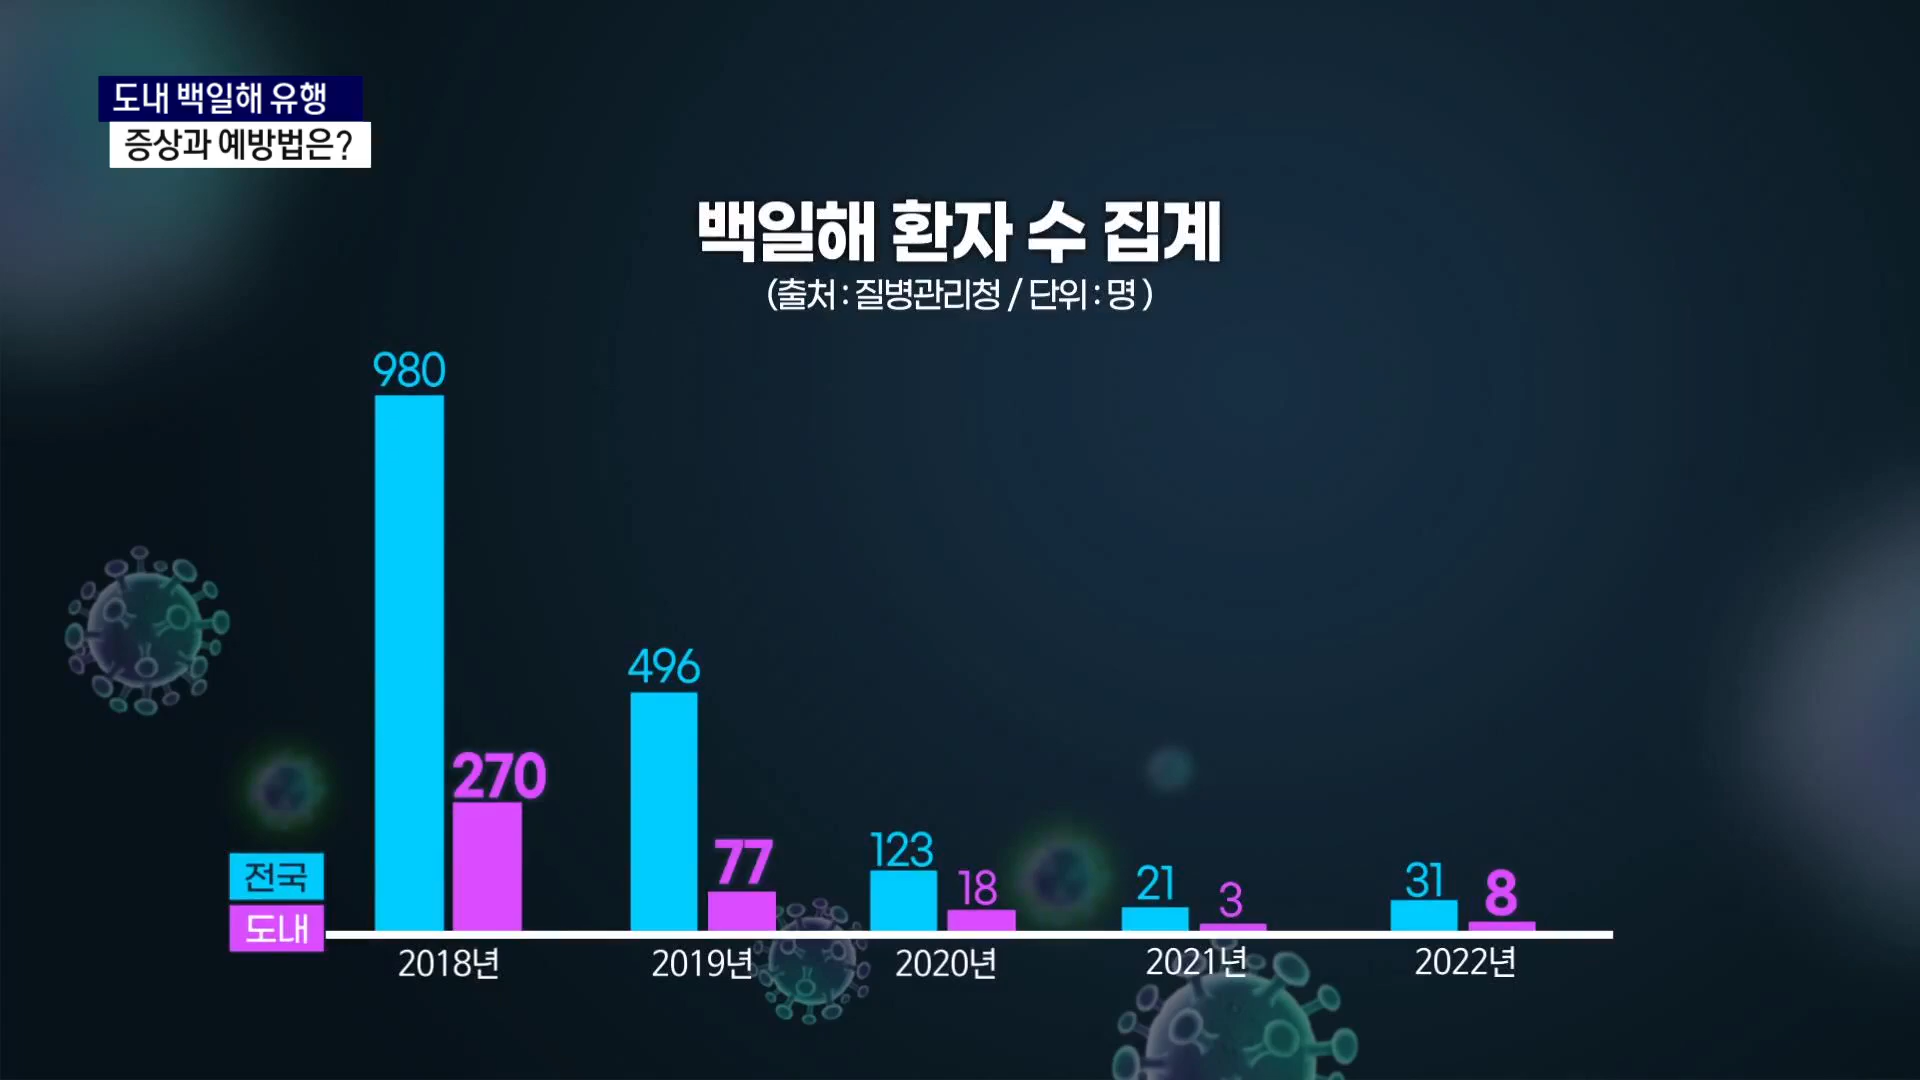 도내 백일해 유행
증상과 예방법은?
백일해 환자 수 집계
(출처 : 질병관리청 / 단위 : 명 )
980
270
496
77
123
18
21
3
31
8
전국
도내
2018년
2019년
2020년
2021년
2022년